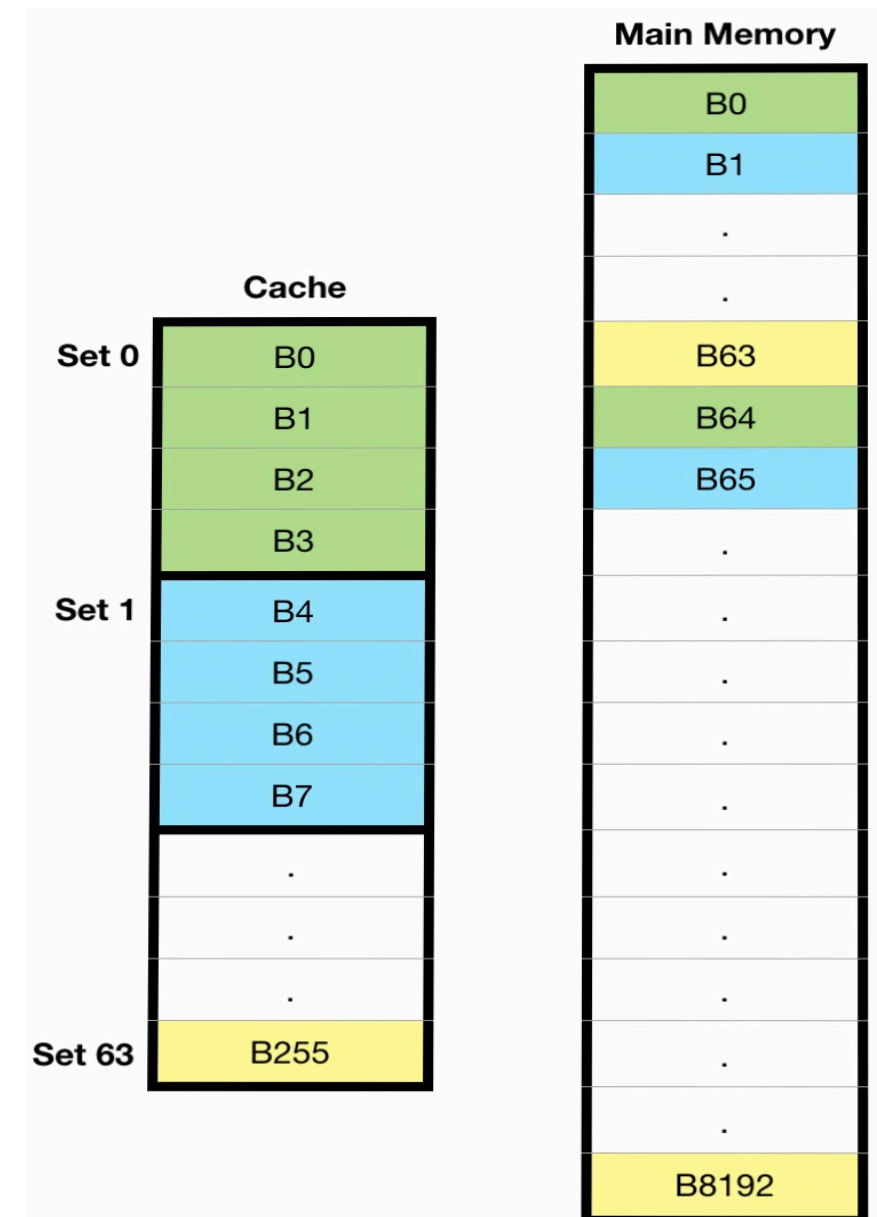 Main Memory
B0
B1
.
.
B63
B64
B65
.
.
.
.
.
.
.
.
.
.
B8192
Cache
Set 0
B0
B1
B2
B3
Set 1
B4
B5
B6
B7
.
.
.
Set 63
B255